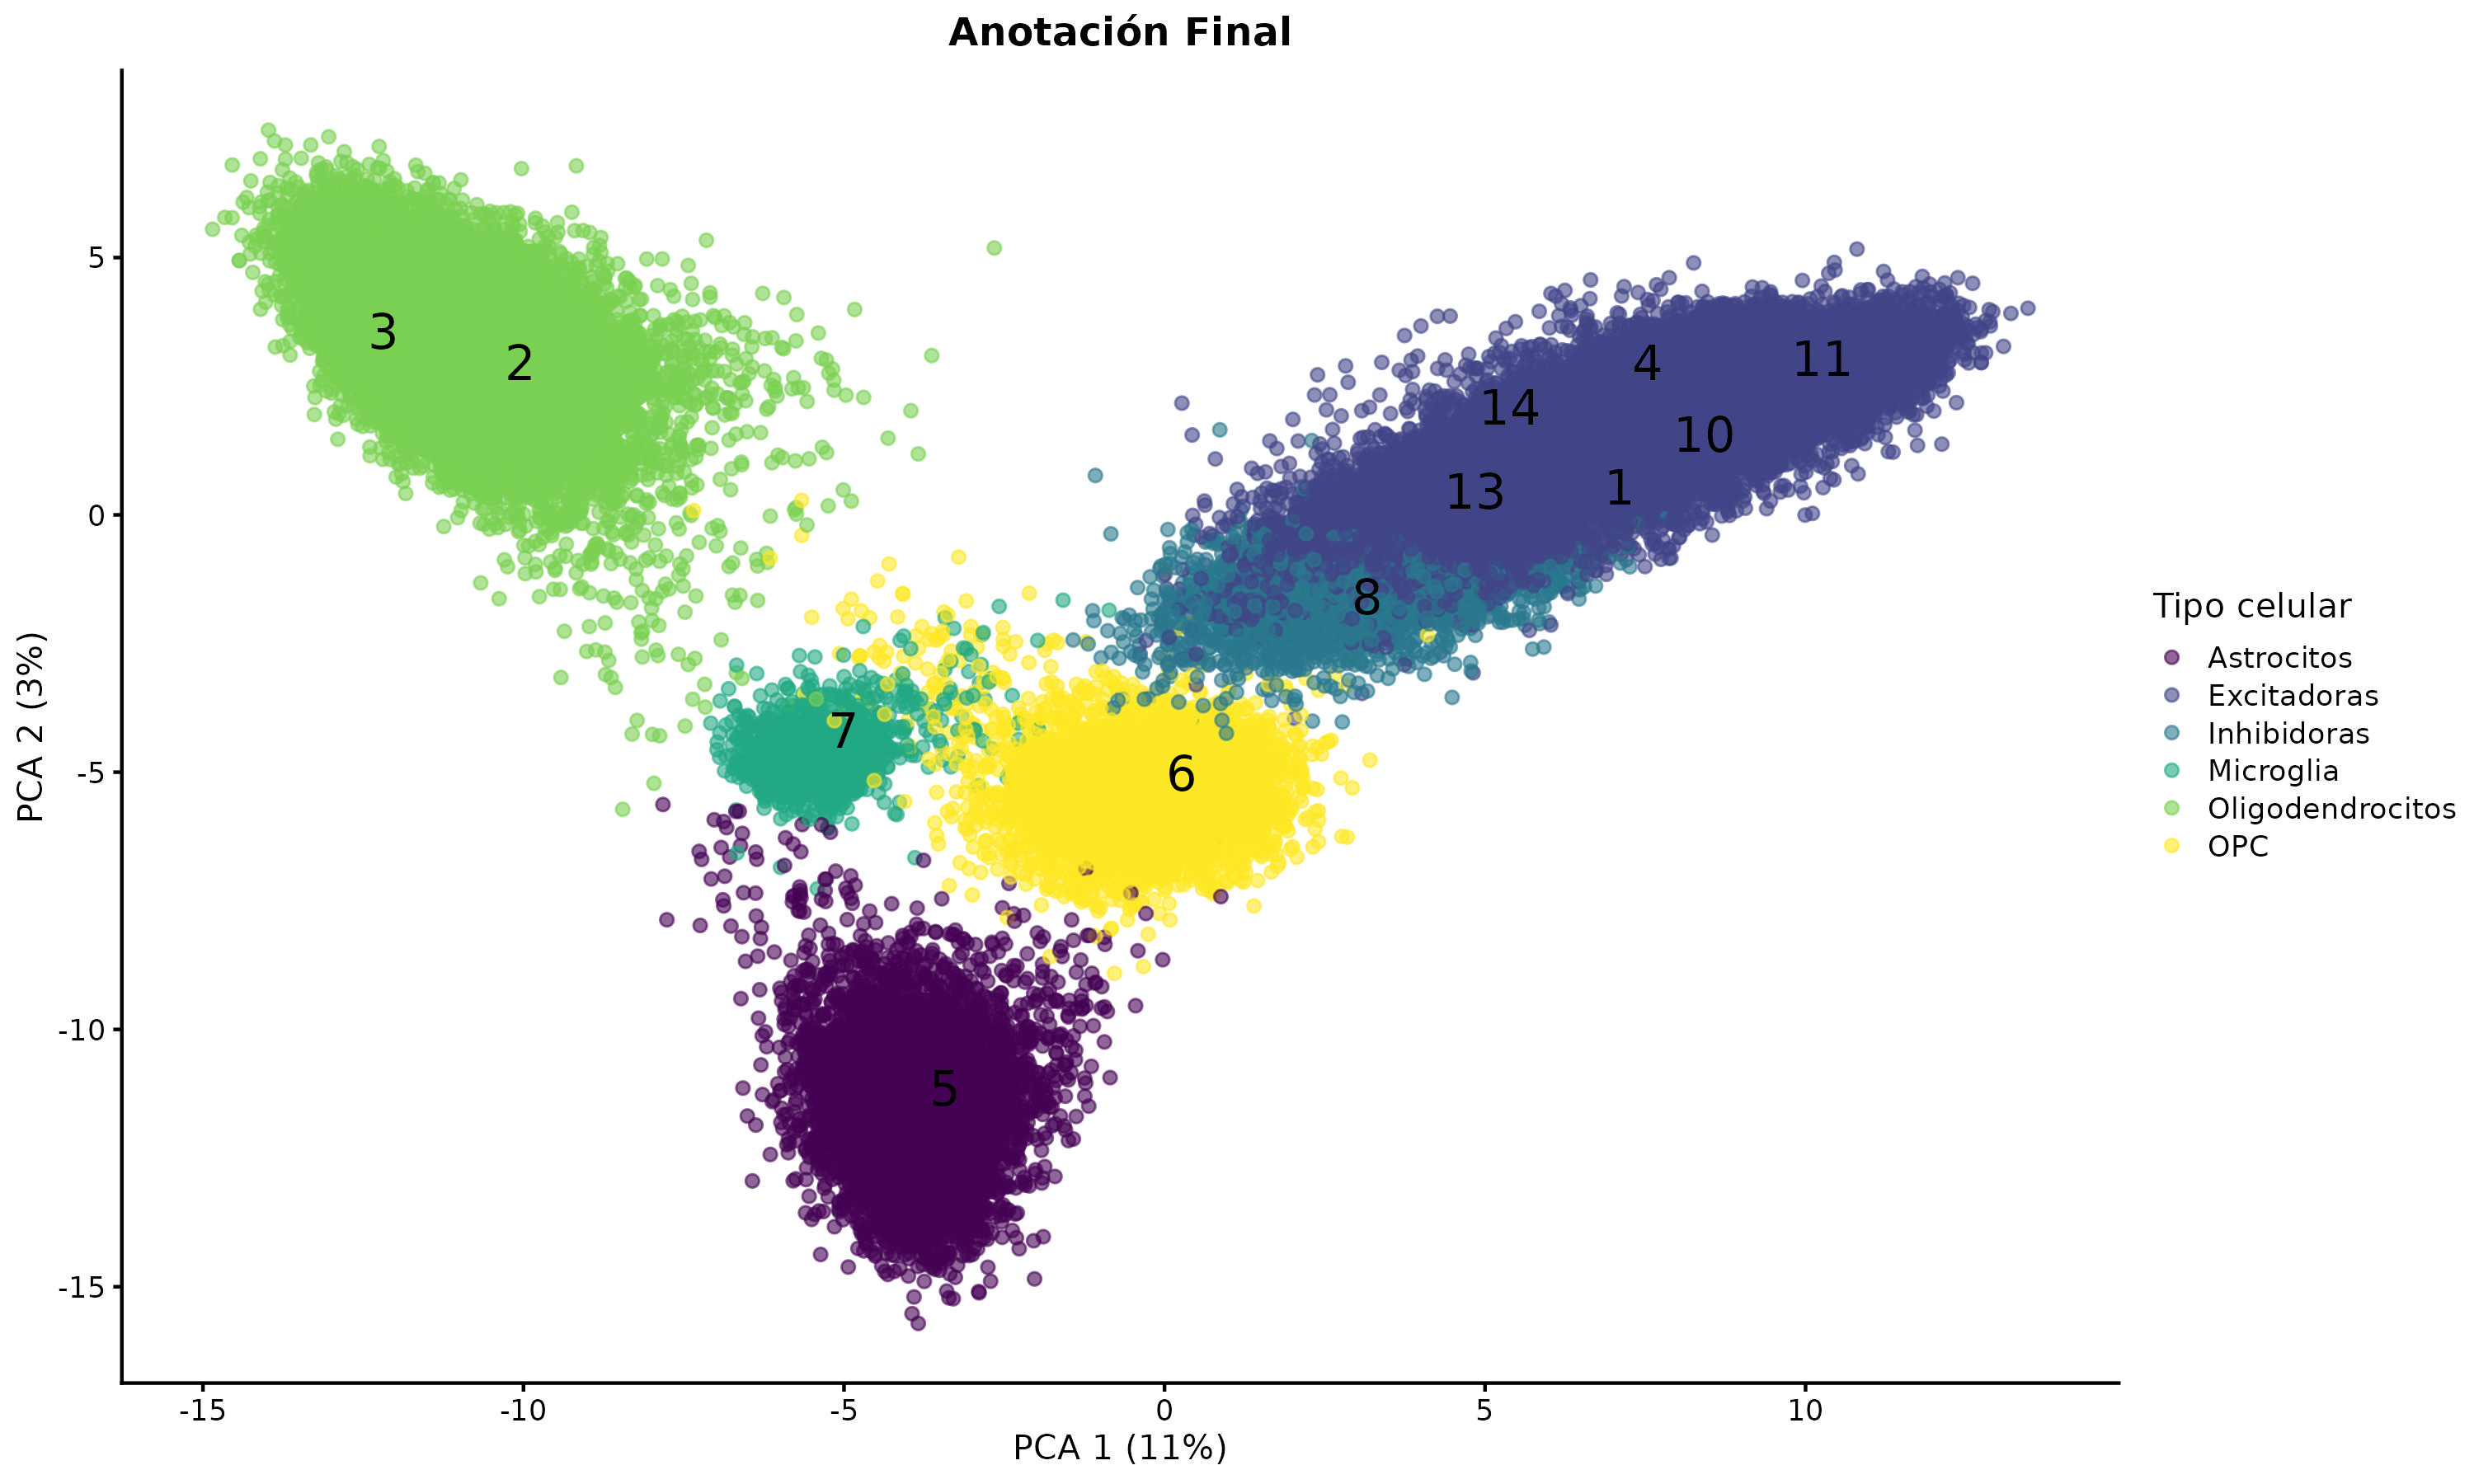 Anotación Final
PCA 2 (3%)
5
0
-5
-10
-15
3
2
4
11
14
10
13
1
8
7
6
5
-15
-10
-5
0
5
10
PCA 1 (11%)
Tipo celular
Astrocitos
Excitadoras
Inhibidoras
Microglia
Oligodendrocitos
OPC